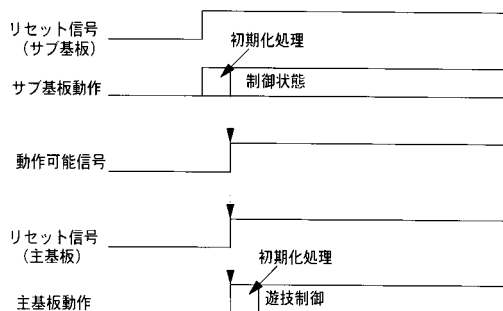 リセット信号
（サブ基板）
初期化処理
サブ基板動作
制御状態
動作可能信号
リセット信号
（主基板）
初期化処理
主基板動作
遊技制御